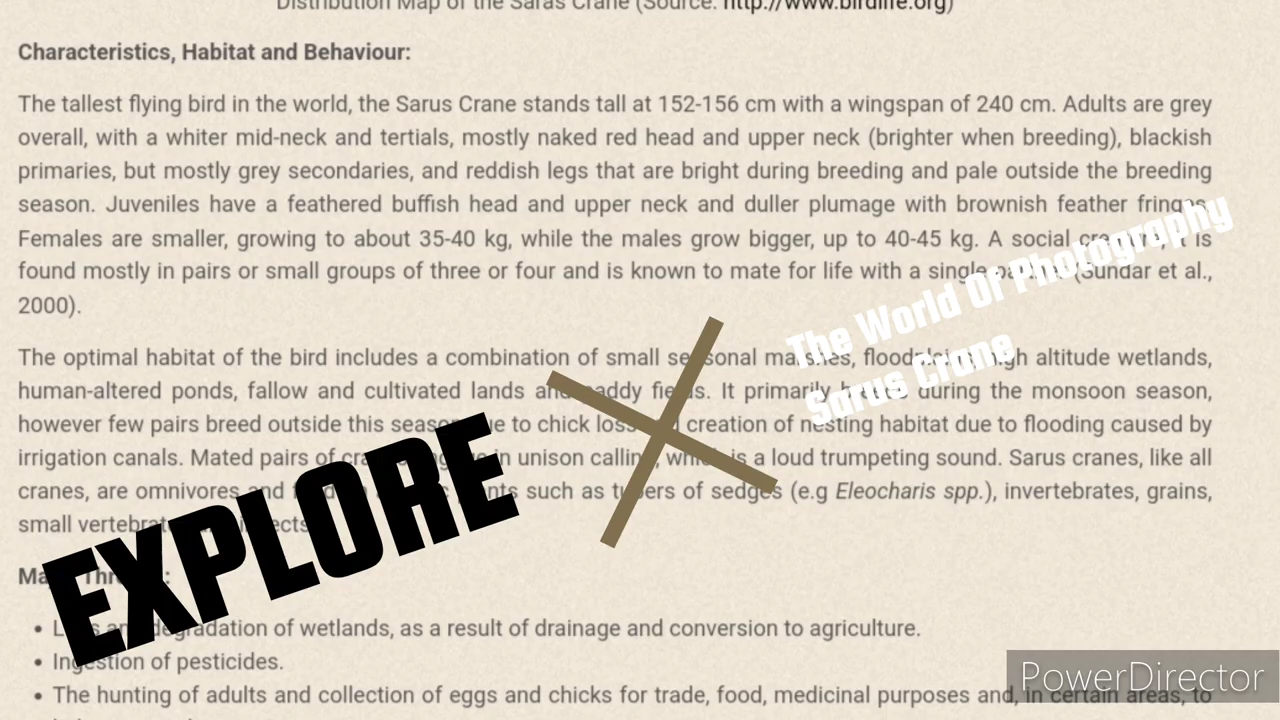 Distribution Map of the Saras Crane (Source: http://www.birdlife.org)
Characteristics, Habitat and Behaviour:
The tallest flying bird in the world, the Sarus Crane stands tall at 152-156 cm with a wingspan of 240 cm. Adults are grey
overall, with a whiter mid-neck and tertials, mostly naked red head and upper neck (brighter when breeding), blackish
primaries, but mostly grey secondaries, and reddish legs that are bright during breeding and pale outside the breeding
season. Juveniles have a feathered buffish head and upper neck and duller plumage with brownish feather fringes.
Females are smaller, growing to about 35-40 kg, while the males grow bigger, up to 40-45 kg. A social creature, it is
found mostly in pairs or small groups of three or four and is known to mate for life with a single (Sundar et al.,
2000).
The optimal habitat of the bird includes a combination of small seasonal marshes, floodplains, high altitude wetlands,
human-altered ponds, fallow and cultivated lands and paddy fields. It primarily during the monsoon season,
however few pairs breed outside this season due to chick loss creation of nesting habitat due to flooding caused by
irrigation canals. Mated pairs of in unison calling, which is a loud trumpeting sound. Sarus cranes, like all
cranes, are omnivores and such as tubers of sedges (e.g Eleocharis spp.), invertebrates, grains,
small
The World Of Photography
Sarus Crane
EXPLORE
• Loss and degradation of wetlands, as a result of drainage and conversion to agriculture.
• Ingestion of pesticides.
• The hunting of adults and collection of eggs and chicks for trade, food, medicinal purposes and, in certain areas, to
PowerDirector